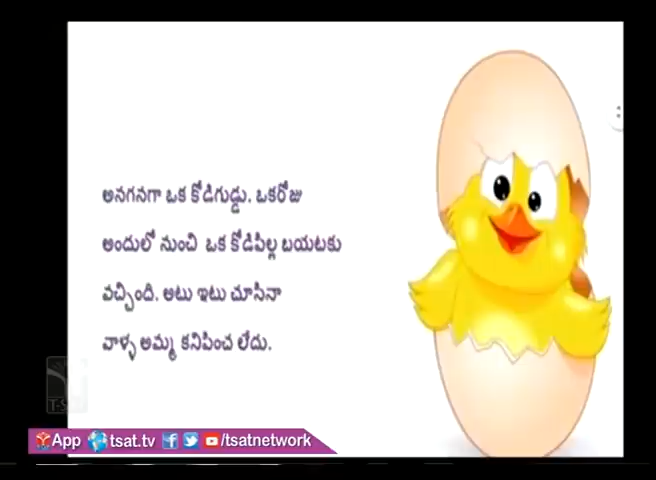 అనగనగా ఒక కోడిగుడ్డు. ఒకరోజు
అందులో నుంచి ఒక కోడిపిల్ల బయటకు
వచ్చింది. అటు ఇటు చూసినా
వాళ్ళ అమ్మ కనిపించ లేదు.
App tsat.tv /tsatnetwork